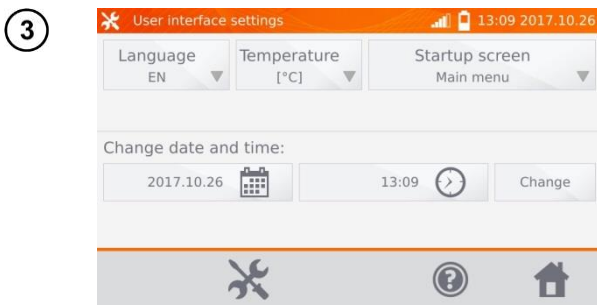 3
User interface settings 13:09 2017.10.26
Language Temperature Startup screen
EN [°C] Main menu
Change date and time:
2017.10.26 13:09 Change
?